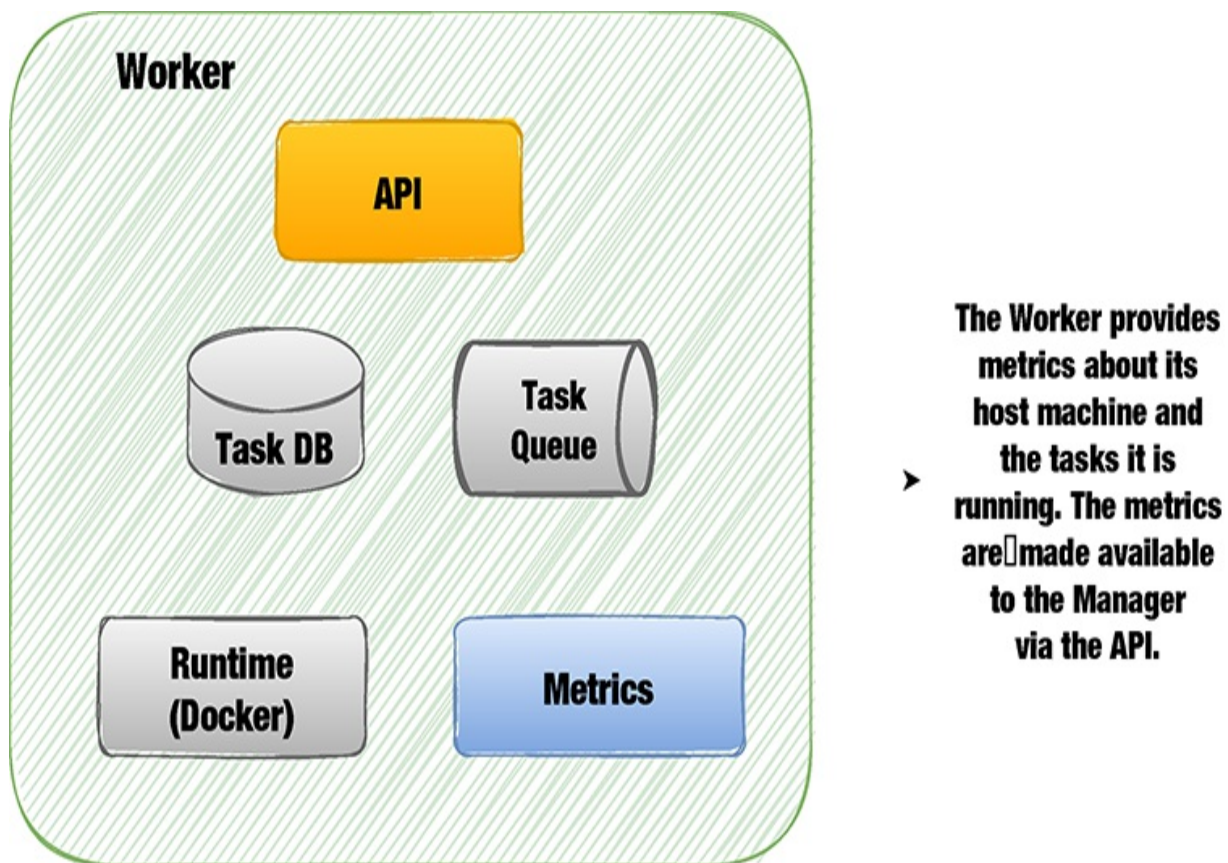 Worker
API
Task DB
Task
Queue
Runtime
(Docker)
Metrics
The Worker provides
metrics about its
host machine and
the tasks it is
running. The metrics
are▯made available
to the Manager
via the API.